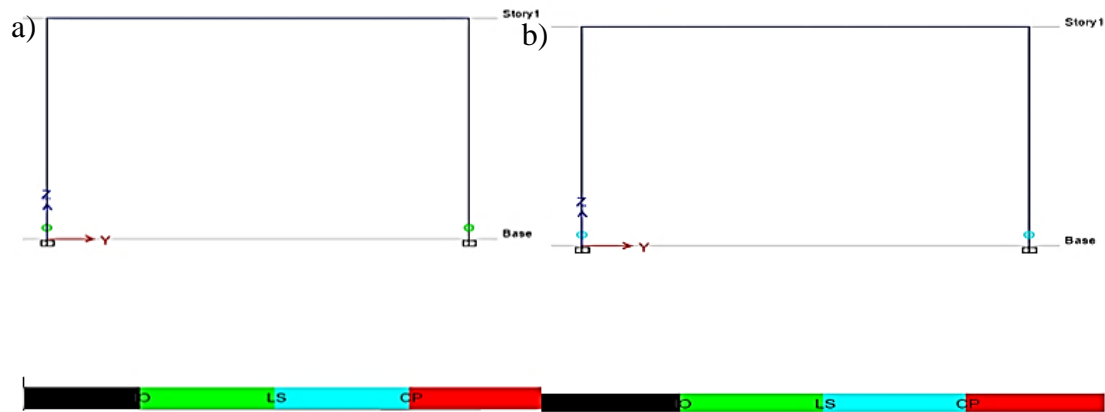 a)
Story1
Z
Y
Base
IO LS CP
b)
Story1
Z
Y
Base
IO LS CP